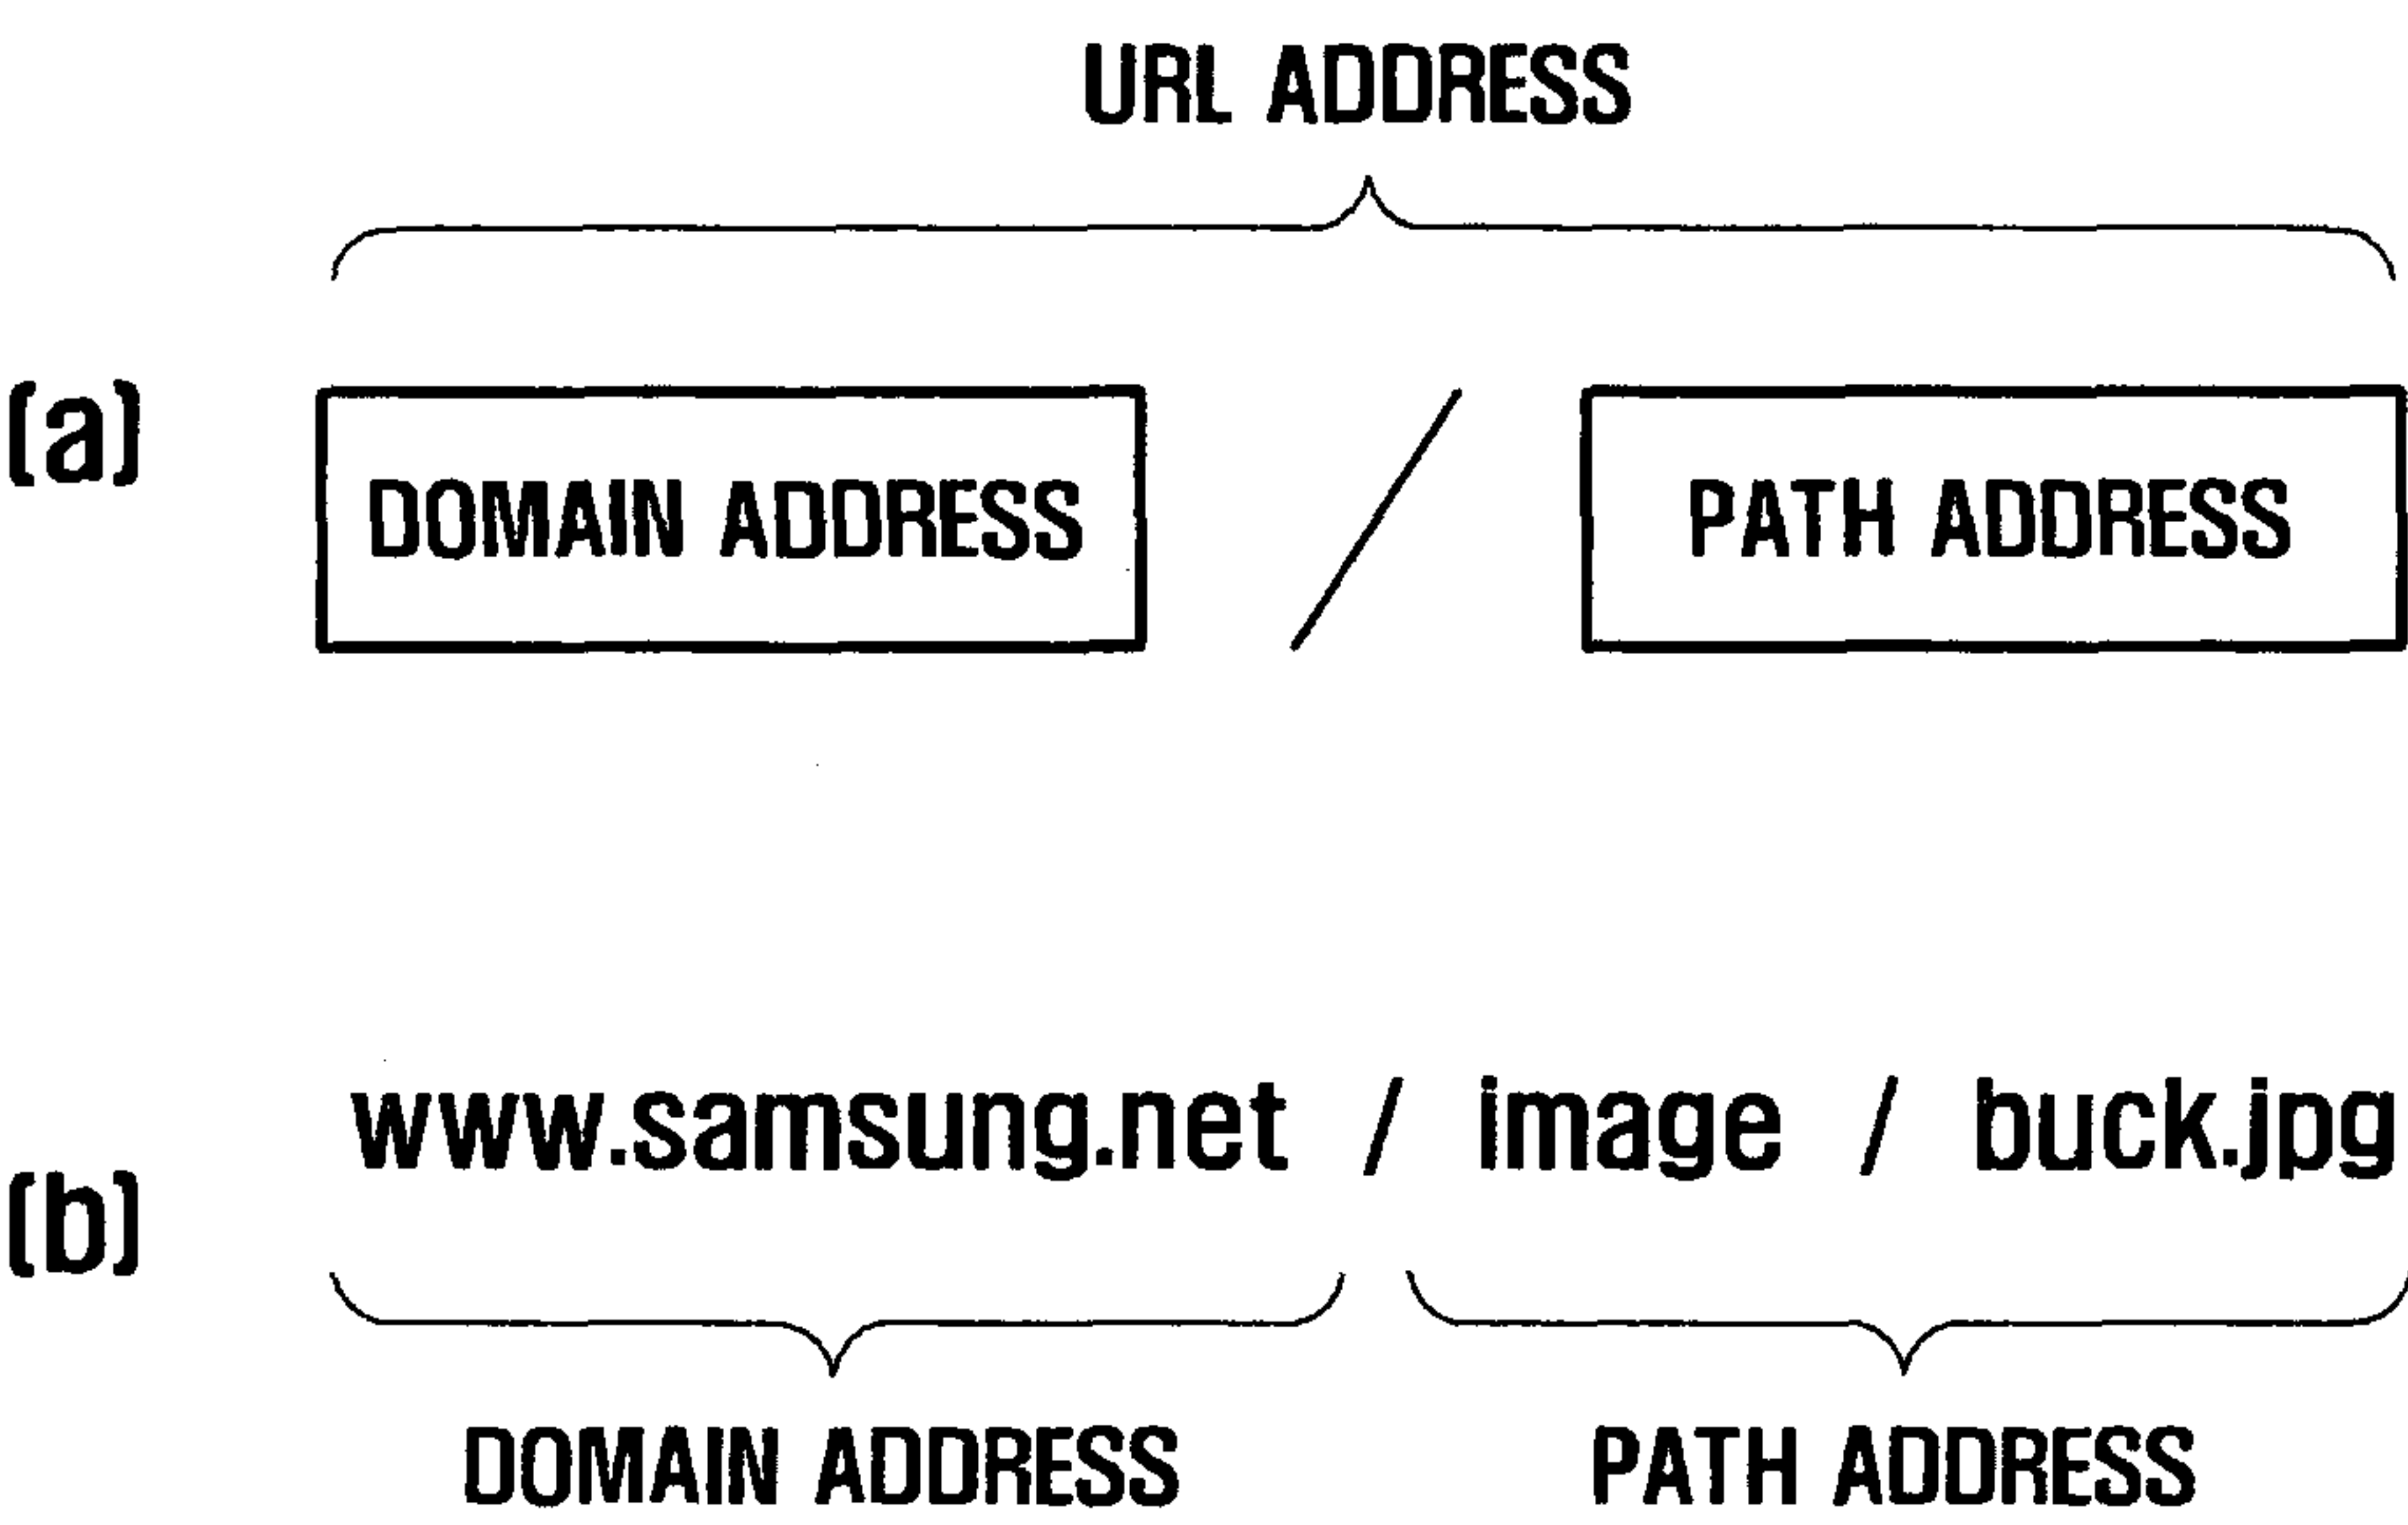 URL ADDRESS
(a)
DOMAIN ADDRESS / PATH ADDRESS
www.samsung.net / image / buck.jpg
(b)
DOMAIN ADDRESS PATH ADDRESS